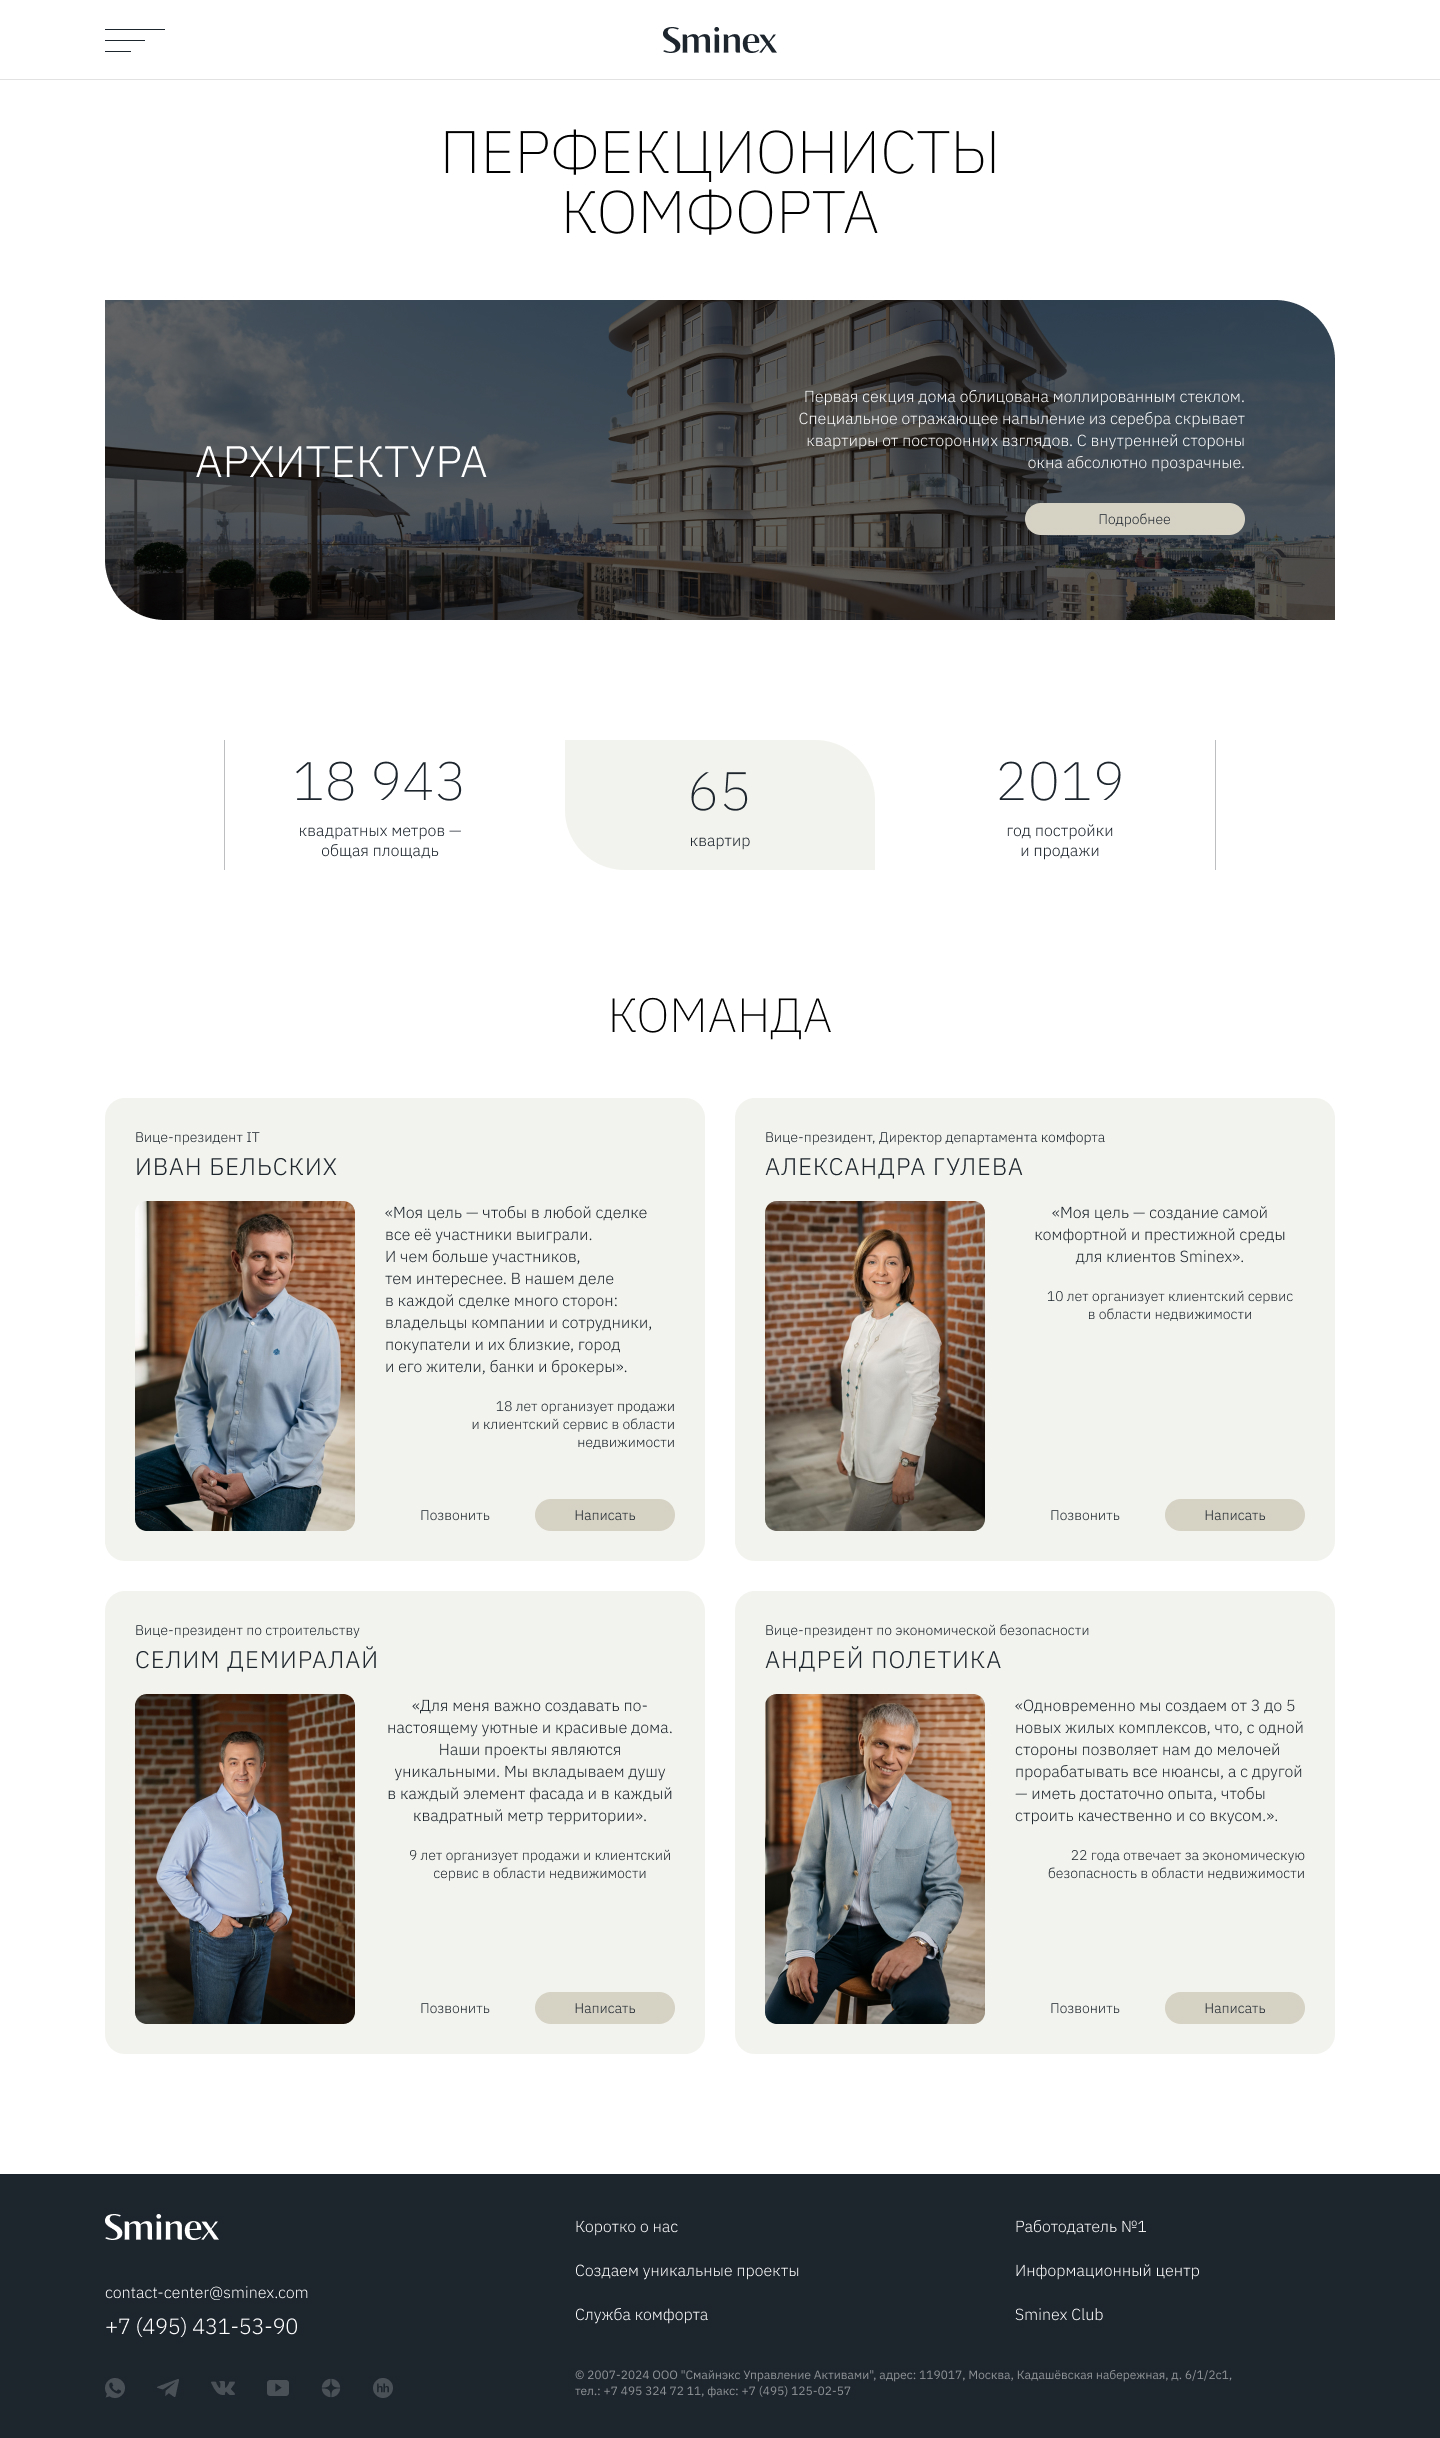 Sminex
ПЕРФЕКЦИОНИСТЫ
КОМФОРТА
АРХИТЕКТУРА
Первая секция дома облицована моллированным стеклом.
Специальное отражающее напыление из серебра скрывает
квартиры от посторонних взглядов. С внутренней стороны
окна абсолютно прозрачные.
Подробнее
18 943
квадратных метров —
общая площадь
65
квартир
2019
год постройки
и продажи
КОМАНДА
Вице-президент IT
ИВАН БЕЛЬСКИХ
«Моя цель — чтобы в любой сделке
все её участники выиграли.
И чем больше участников,
тем интереснее. В нашем деле
в каждой сделке много сторон:
владельцы компании и сотрудники,
покупатели и их близкие, город
и его жители, банки и брокеры».
18 лет организует продажи
и клиентский сервис в области
недвижимости
Позвонить
Написать
Вице-президент, Директор департамента комфорта
АЛЕКСАНДРА ГУЛЕВА
«Моя цель — создание самой
комфортной и престижной среды
для клиентов Sminex».
10 лет организует клиентский сервис
в области недвижимости
Позвонить
Написать
Вице-президент по строительству
СЕЛИМ ДЕМИРАЛАЙ
«Для меня важно создавать по-
настоящему уютные и красивые дома.
Наши проекты являются
уникальными. Мы вкладываем душу
в каждый элемент фасада и в каждый
квадратный метр территории».
9 лет организует продажи и клиентский
сервис в области недвижимости
Позвонить
Написать
Вице-президент по экономической безопасности
АНДРЕЙ ПОЛЕТИКА
«Одновременно мы создаем от 3 до 5
новых жилых комплексов, что, с одной
стороны позволяет нам до мелочей
прорабатывать все нюансы, а с другой
— иметь достаточно опыта, чтобы
строить качественно и со вкусом.».
22 года отвечает за экономическую
безопасность в области недвижимости
Позвонить
Написать
Sminex
contact-center@sminex.com
+7 (495) 431-53-90
hh
Коротко о нас
Создаем уникальные проекты
Служба комфорта
Работодатель №1
Информационный центр
Sminex Club
© 2007-2024 ООО "Смайнэкс Управление Активами", адрес: 119017, Москва, Кадашёвская набережная, д. 6/1/2с1,
тел.: +7 495 324 72 11, факс: +7 (495) 125-02-57